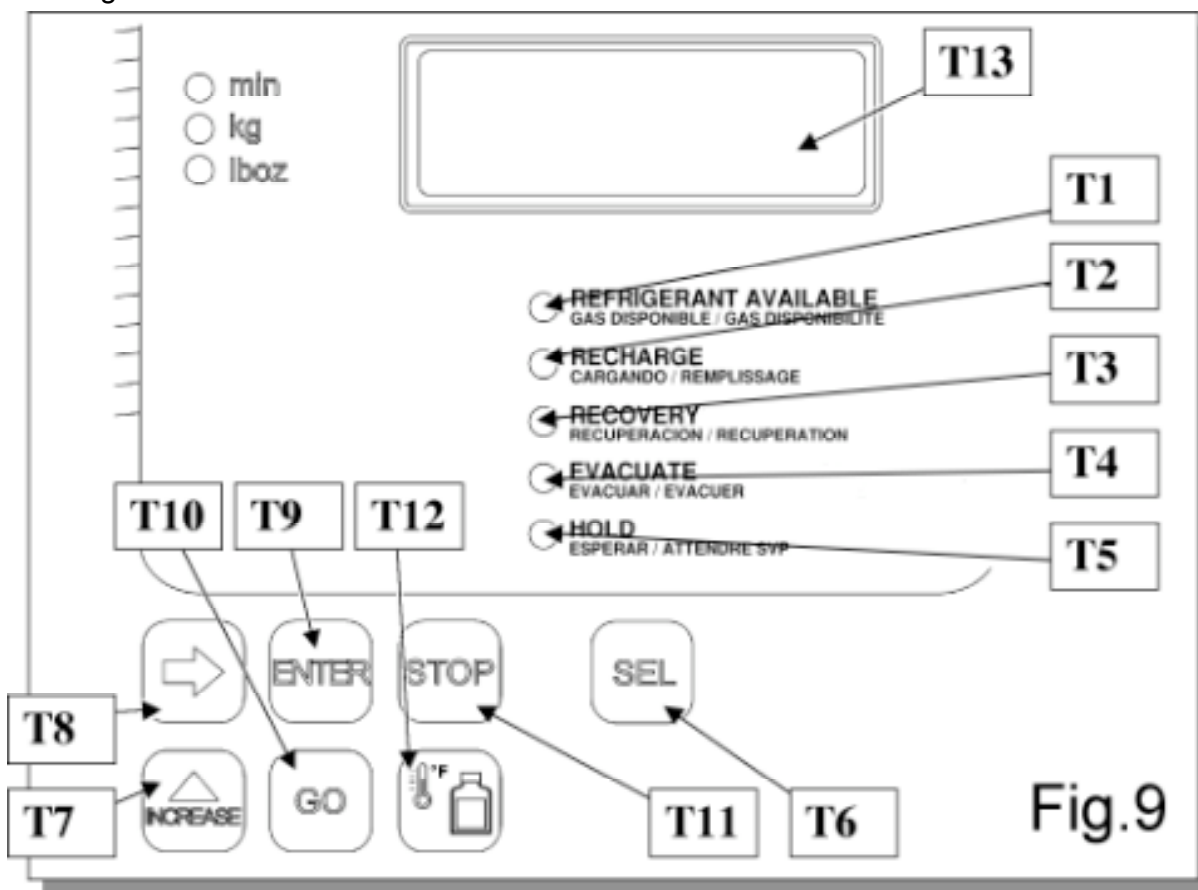 T13
min
kg
lboz
T1
REFRIGERANT AVAILABLE
GAS DISPONIBLE / GAS DISPONIBILITE
T2
RECHARGE
CARGANDO / REMPLISSAGE
T3
RECOVERY
RECUPERACION / RECUPERATION
T4
EVACUATE
EVACUAR / EVACUER
T10
T9
T12
HOLD
ESPERAR / ATTENDRE SVP
T5
ENTER
STOP
SEL
T8
°F
INCREASE
GO
T7
T11
T6
Fig.9